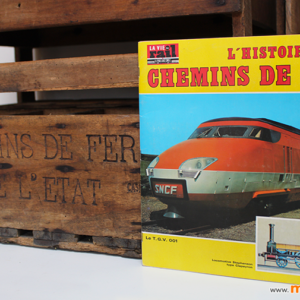 LA VIE
du rail
L'HISTOIRE
CHEMINS DE
NS DE FER
L'ETAT
SNCF
Le T.G.V. 001
Locomotive Stephenson